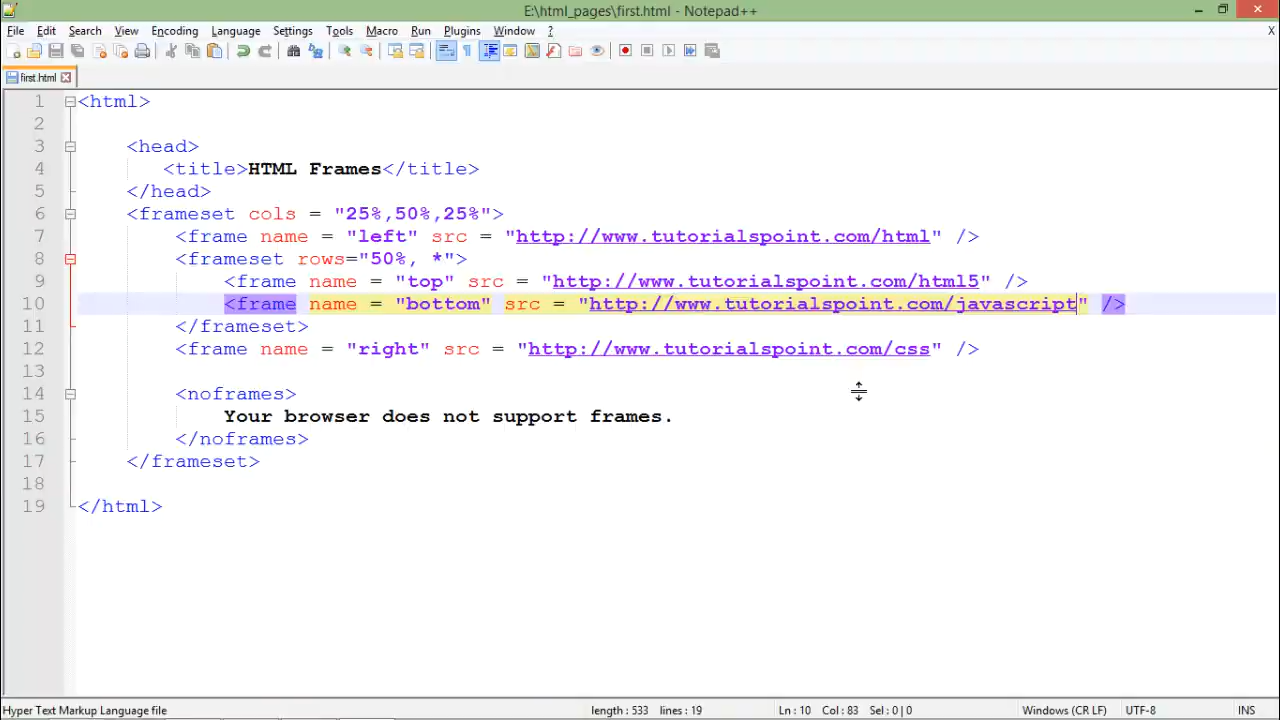 E:\html_pages\first.html - Notepad++
File Edit Search View Encoding Language Settings Tools Macro Run Plugins Window ? X
first.html
1 <html>
2
3 <head>
4 <title>HTML Frames</title>
5 </head>
6 <frameset cols = "25%,50%,25%">
7 <frame name = "left" src = "http://www.tutorialspoint.com/html" />
8 <frameset rows="50%, *">
9 <frame name = "top" src = "http://www.tutorialspoint.com/html5" />
10 <frame name = "bottom" src = "http://www.tutorialspoint.com/javascript" />
11 </frameset>
12 <frame name = "right" src = "http://www.tutorialspoint.com/css" />
13
14 <noframes>
15 Your browser does not support frames.
16 </noframes>
17 </frameset>
18
19 </html>
Hyper Text Markup Language file length : 533 lines : 19 Ln : 10 Col : 83 Sel : 0 | 0 Windows (CR LF) UTF-8 INS